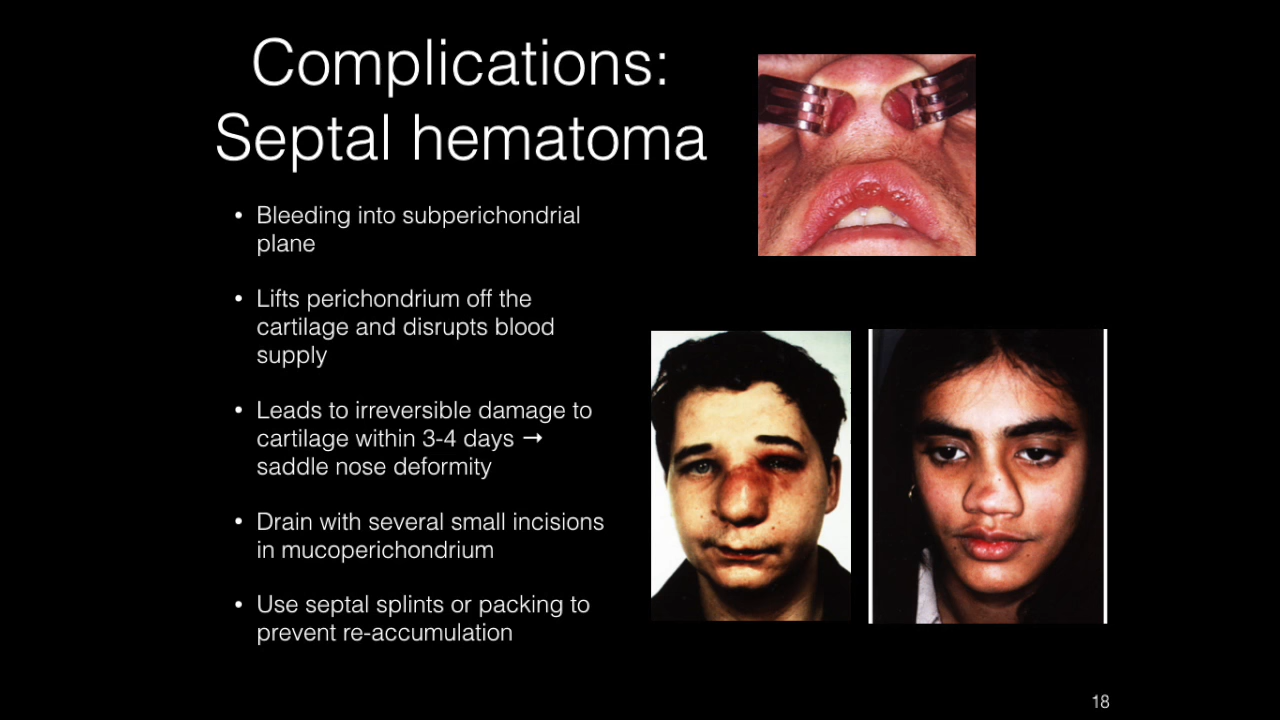 Complications:
Septal hematoma
• Bleeding into subperichondrial
plane
• Lifts perichondrium off the
cartilage and disrupts blood
supply
• Leads to irreversible damage to
cartilage within 3-4 days →
saddle nose deformity
• Drain with several small incisions
in mucoperichondrium
• Use septal splints or packing to
prevent re-accumulation
18